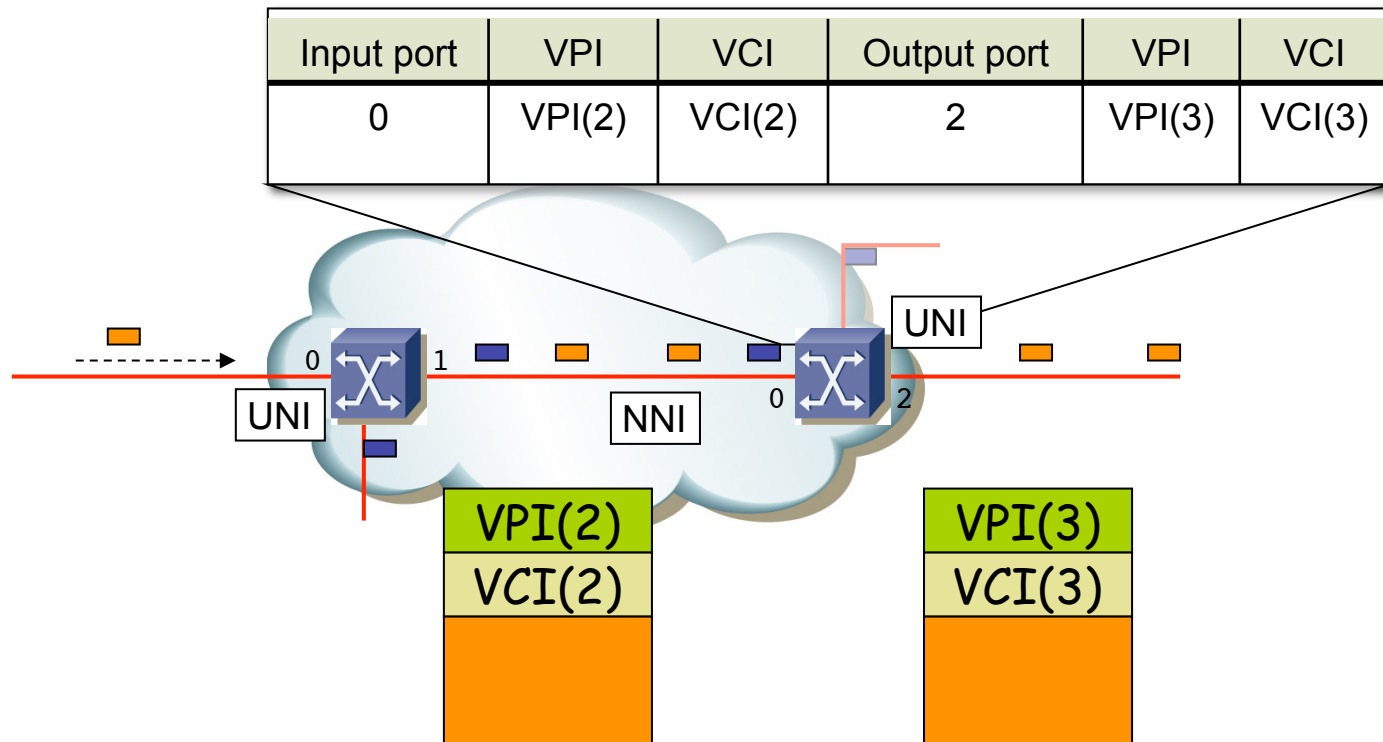 Input port VPI VCI Output port VPI VCI
0 VPI(2) VCI(2) 2 VPI(3) VCI(3)
UNI
0 1
UNI NNI 0 2
VPI(2) VPI(3)
VCI(2) VCI(3)